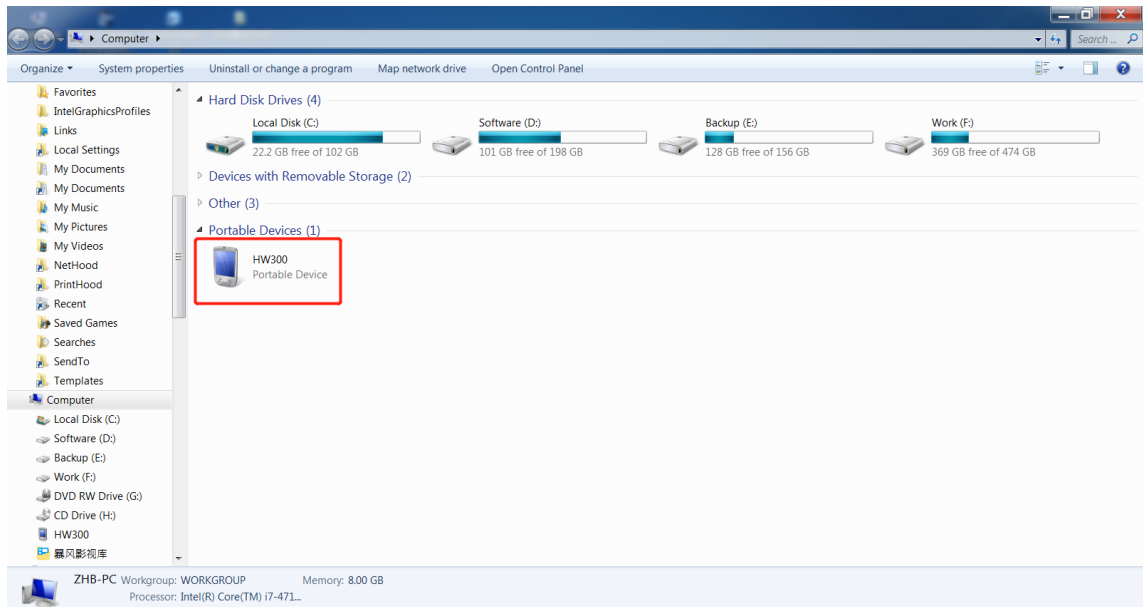 Computer
Search ...
Organize
System properties
Uninstall or change a program
Map network drive
Open Control Panel
Favorites
IntelGraphicsProfiles
Links
Local Settings
My Documents
My Documents
My Music
My Pictures
My Videos
NetHood
PrintHood
Recent
Saved Games
Searches
SendTo
Templates
Computer
Local Disk (C:)
Software (D:)
Backup (E:)
Work (F:)
DVD RW Drive (G:)
CD Drive (H:)
HW300
暴风影视库
Hard Disk Drives (4)
Local Disk (C:)
22.2 GB free of 102 GB
Software (D:)
101 GB free of 198 GB
Backup (E:)
128 GB free of 156 GB
Work (F:)
369 GB free of 474 GB
Devices with Removable Storage (2)
Other (3)
Portable Devices (1)
HW300
Portable Device
ZHB-PC Workgroup: WORKGROUP Memory: 8.00 GB
Processor: Intel(R) Core(TM) i7-471...